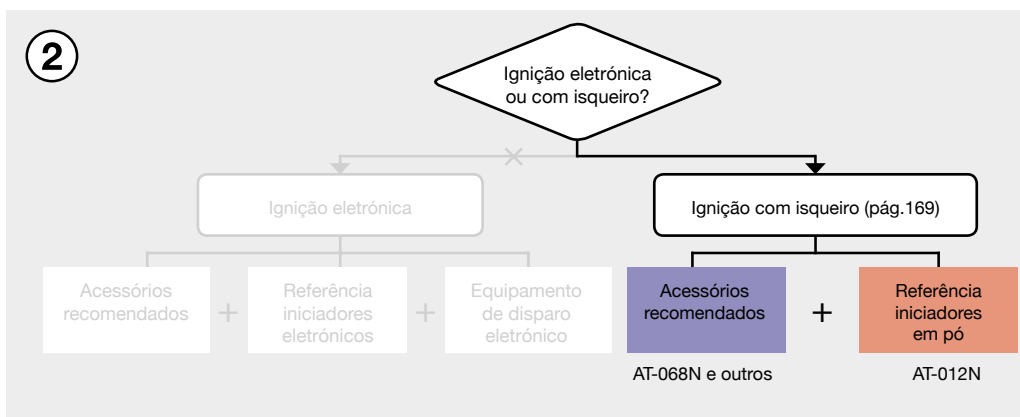 2
Ignição eletrónica
ou com isqueiro?
Ignição eletrónica
Ignição com isqueiro (pág.169)
Acessórios
recomendados
+
Referência
iniciadores
eletrónicos
+
Equipamento
de disparo
eletrónico
Acessórios
recomendados
+
Referência
iniciadores
em pó
AT-068N e outros
AT-012N